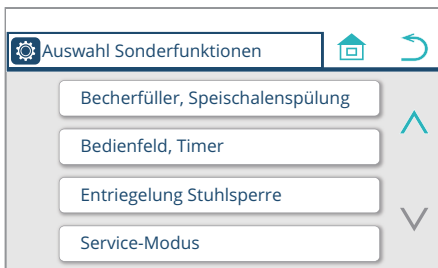 Auswahl Sonderfunktionen
Becherfüller, Speischalenspülung
Bedienfeld, Timer
Entriegelung Stuhlsperre
Service-Modus